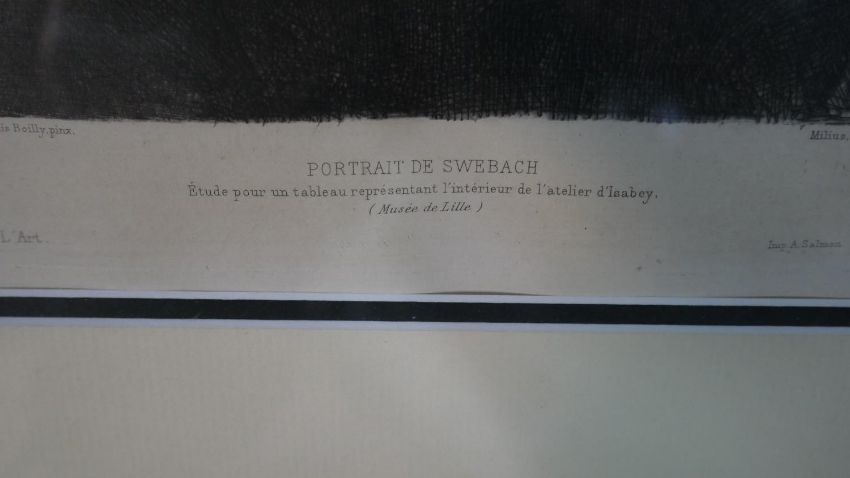 is Boilly, pinx.
Milius,
PORTRAIT DE SWEBACH
Étude pour un tableau représentant l'intérieur de l'atelier d'Isabey.
( Musée de Lille )
L'Art.
Imp. A. Salmon